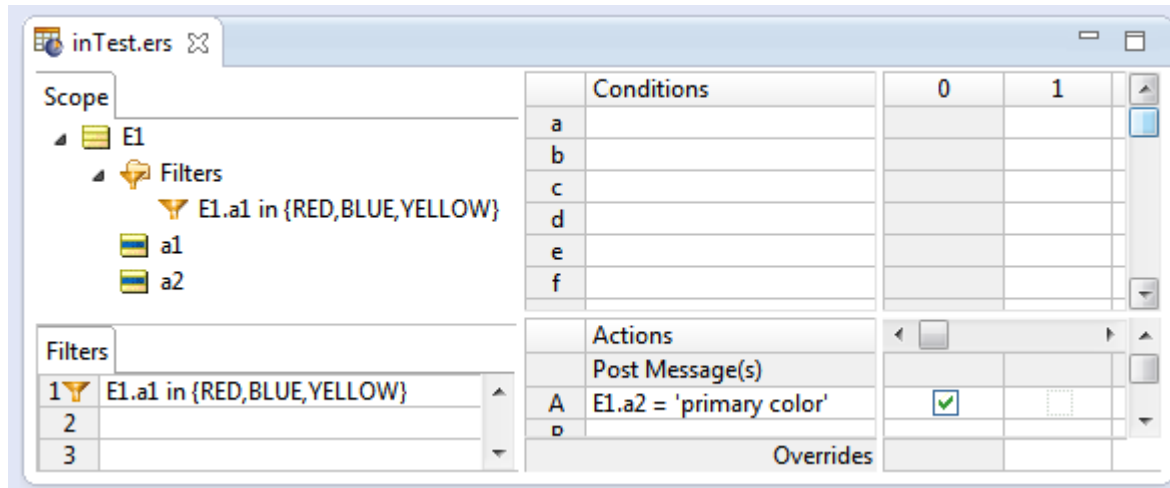 inTest.ers
Scope
E1
Filters
E1.a1 in {RED,BLUE,YELLOW}
a1
a2
Filters
1 E1.a1 in {RED,BLUE,YELLOW}
2
3
Conditions 0 1
a
b
c
d
e
f
Actions
Post Message(s)
A E1.a2 = 'primary color'
Overrides